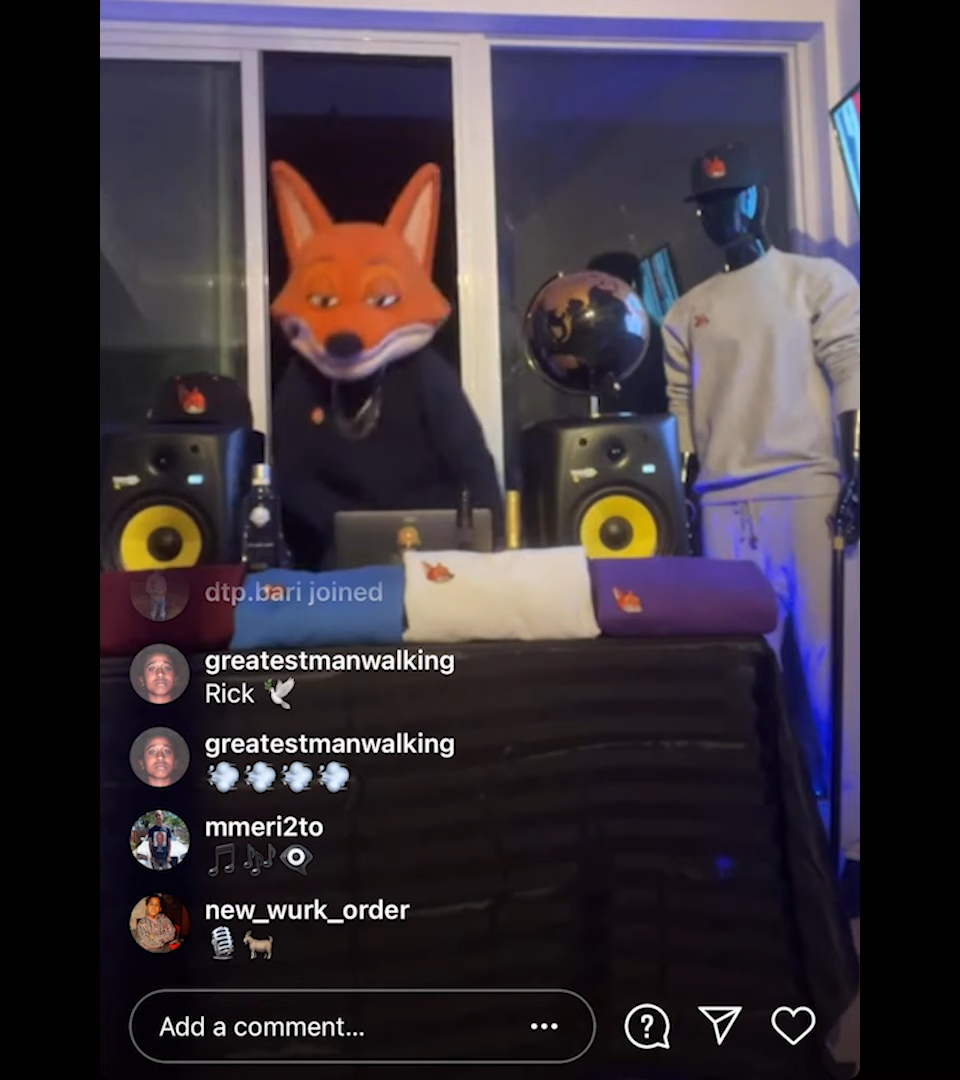 dtp.bari joined
greatestmanwalking
Rick 🕊️
greatestmanwalking
💨💨💨💨
mmeri2to
🎵🎶👁️‍🗨️
new_wurk_order
🎙️🐐
Add a comment...